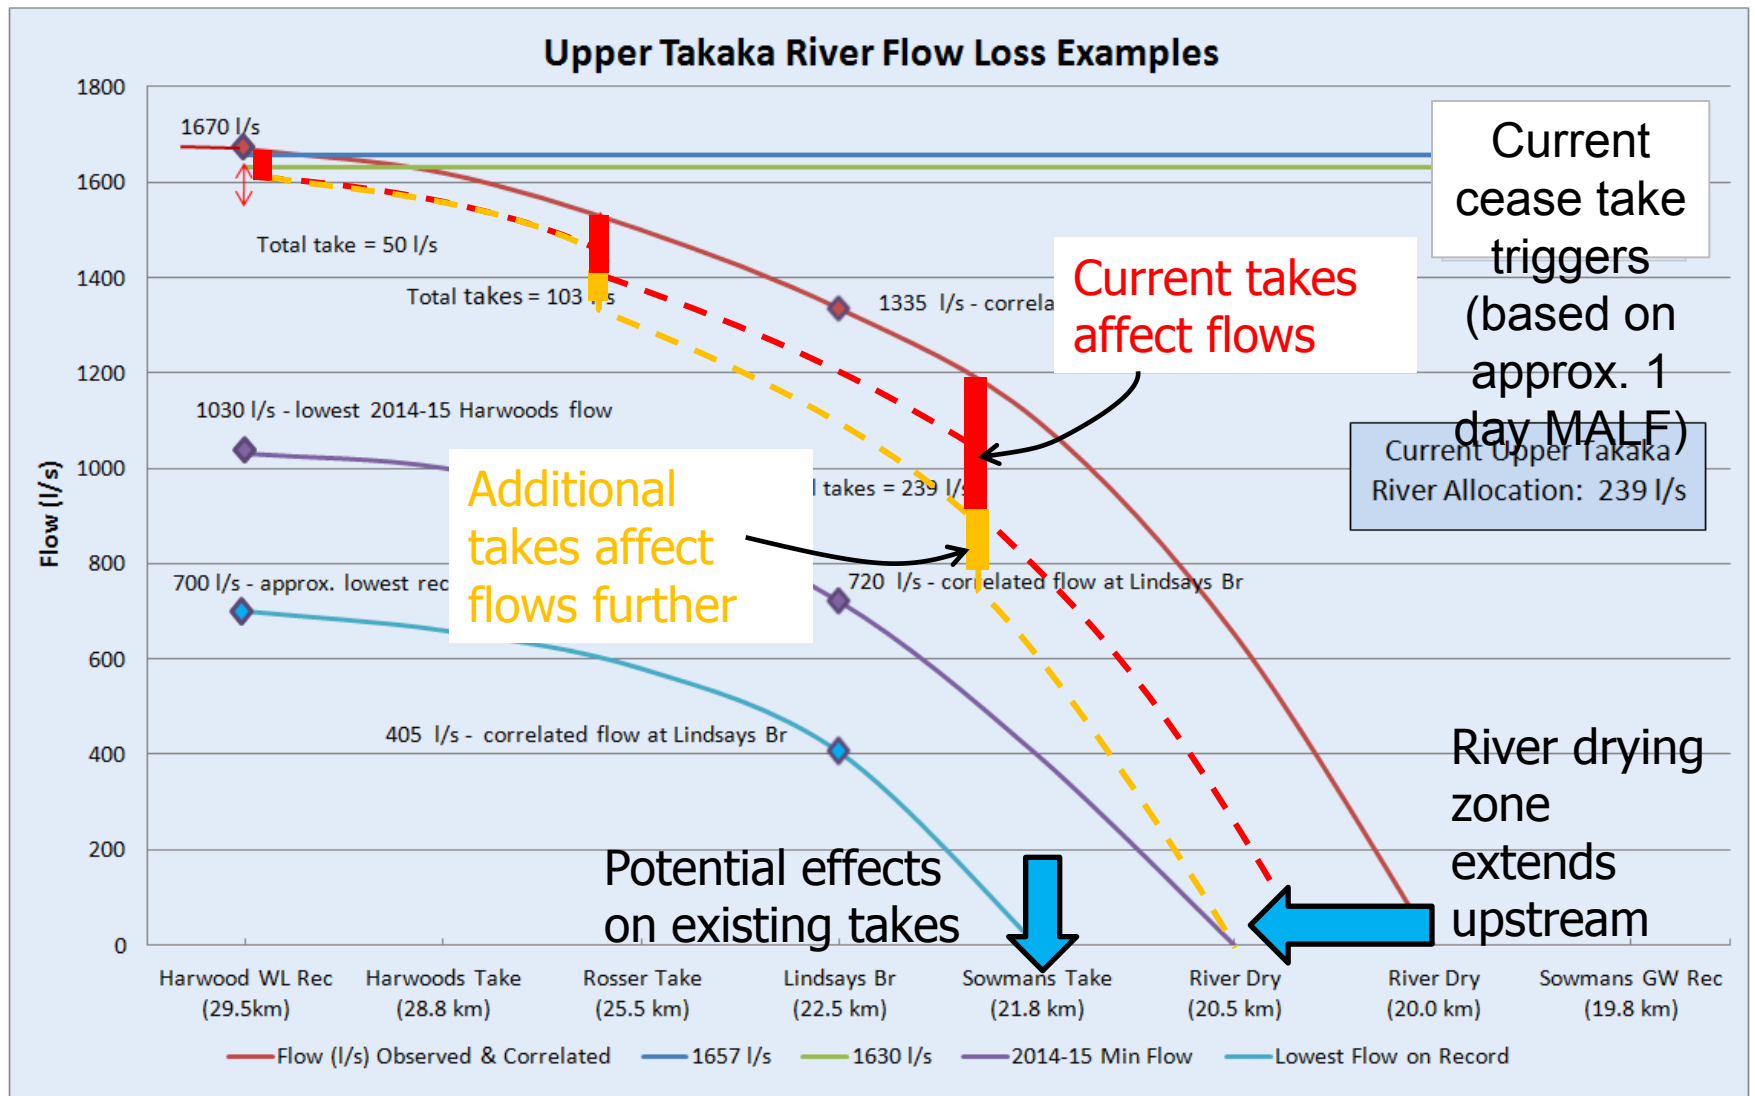 Upper Takaka River Flow Loss Examples
1800
1600
1400
1200
1000
800
600
400
200
0
Flow (l/s)
1670 l/s
Total take = 50 l/s
Total takes = 103 l/s
1335 l/s - correla
1030 l/s - lowest 2014-15 Harwoods flow
takes = 239 l/s
700 l/s - approx. lowest rec
720 l/s - correlated flow at Lindsays Br
405 l/s - correlated flow at Lindsays Br
Current takes
affect flows
Additional
takes affect
flows further
Current
cease take
triggers
(based on
approx. 1
day MALF)
Current Upper Takaka
River Allocation: 239 l/s
Potential effects
on existing takes
River drying
zone
extends
upstream
Harwood WL Rec
(29.5km)
Harwoods Take
(28.8 km)
Rosser Take
(25.5 km)
Lindsays Br
(22.5 km)
Sowmans Take
(21.8 km)
River Dry
(20.5 km)
River Dry
(20.0 km)
Sowmans GW Rec
(19.8 km)
Flow (l/s) Observed & Correlated
1657 l/s
1630 l/s
2014-15 Min Flow
Lowest Flow on Record